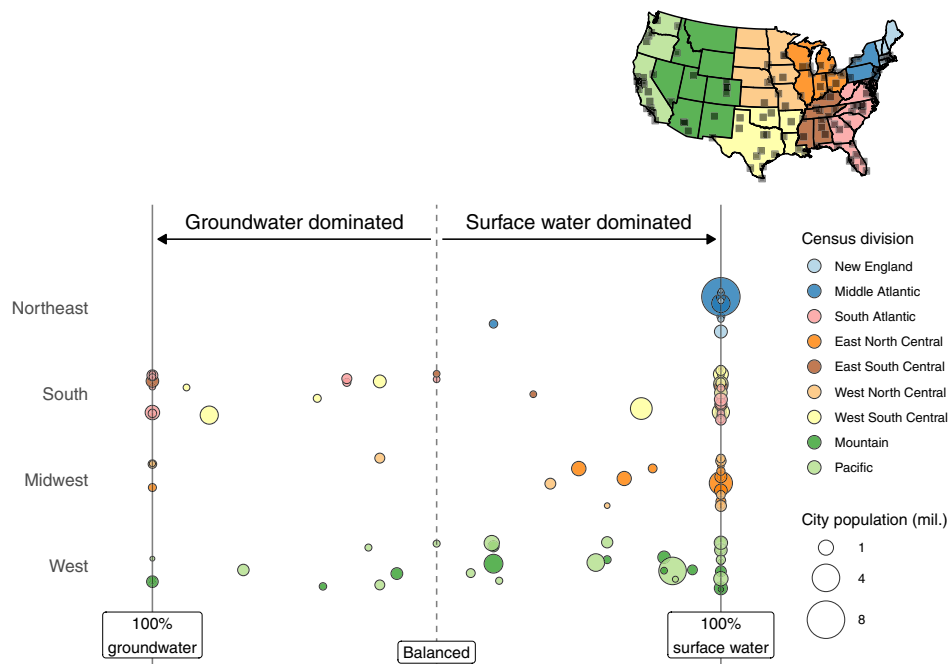 Groundwater dominated
Surface water dominated
Northeast
South
Midwest
West
100%
groundwater
Balanced
100%
surface water
Census division
New England
Middle Atlantic
South Atlantic
East North Central
East South Central
West North Central
West South Central
Mountain
Pacific
City population (mil.)
1
4
8